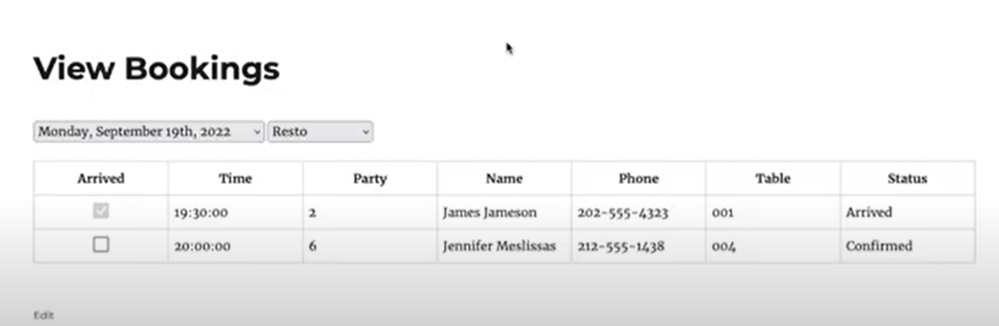 View Bookings
Monday, September 19th, 2022 Resto
Arrived Time Party Name Phone Table Status
19:30:00 2 James Jameson 202-555-4323 001 Arrived
20:00:00 6 Jennifer Meslissas 212-555-1438 004 Confirmed
Edit